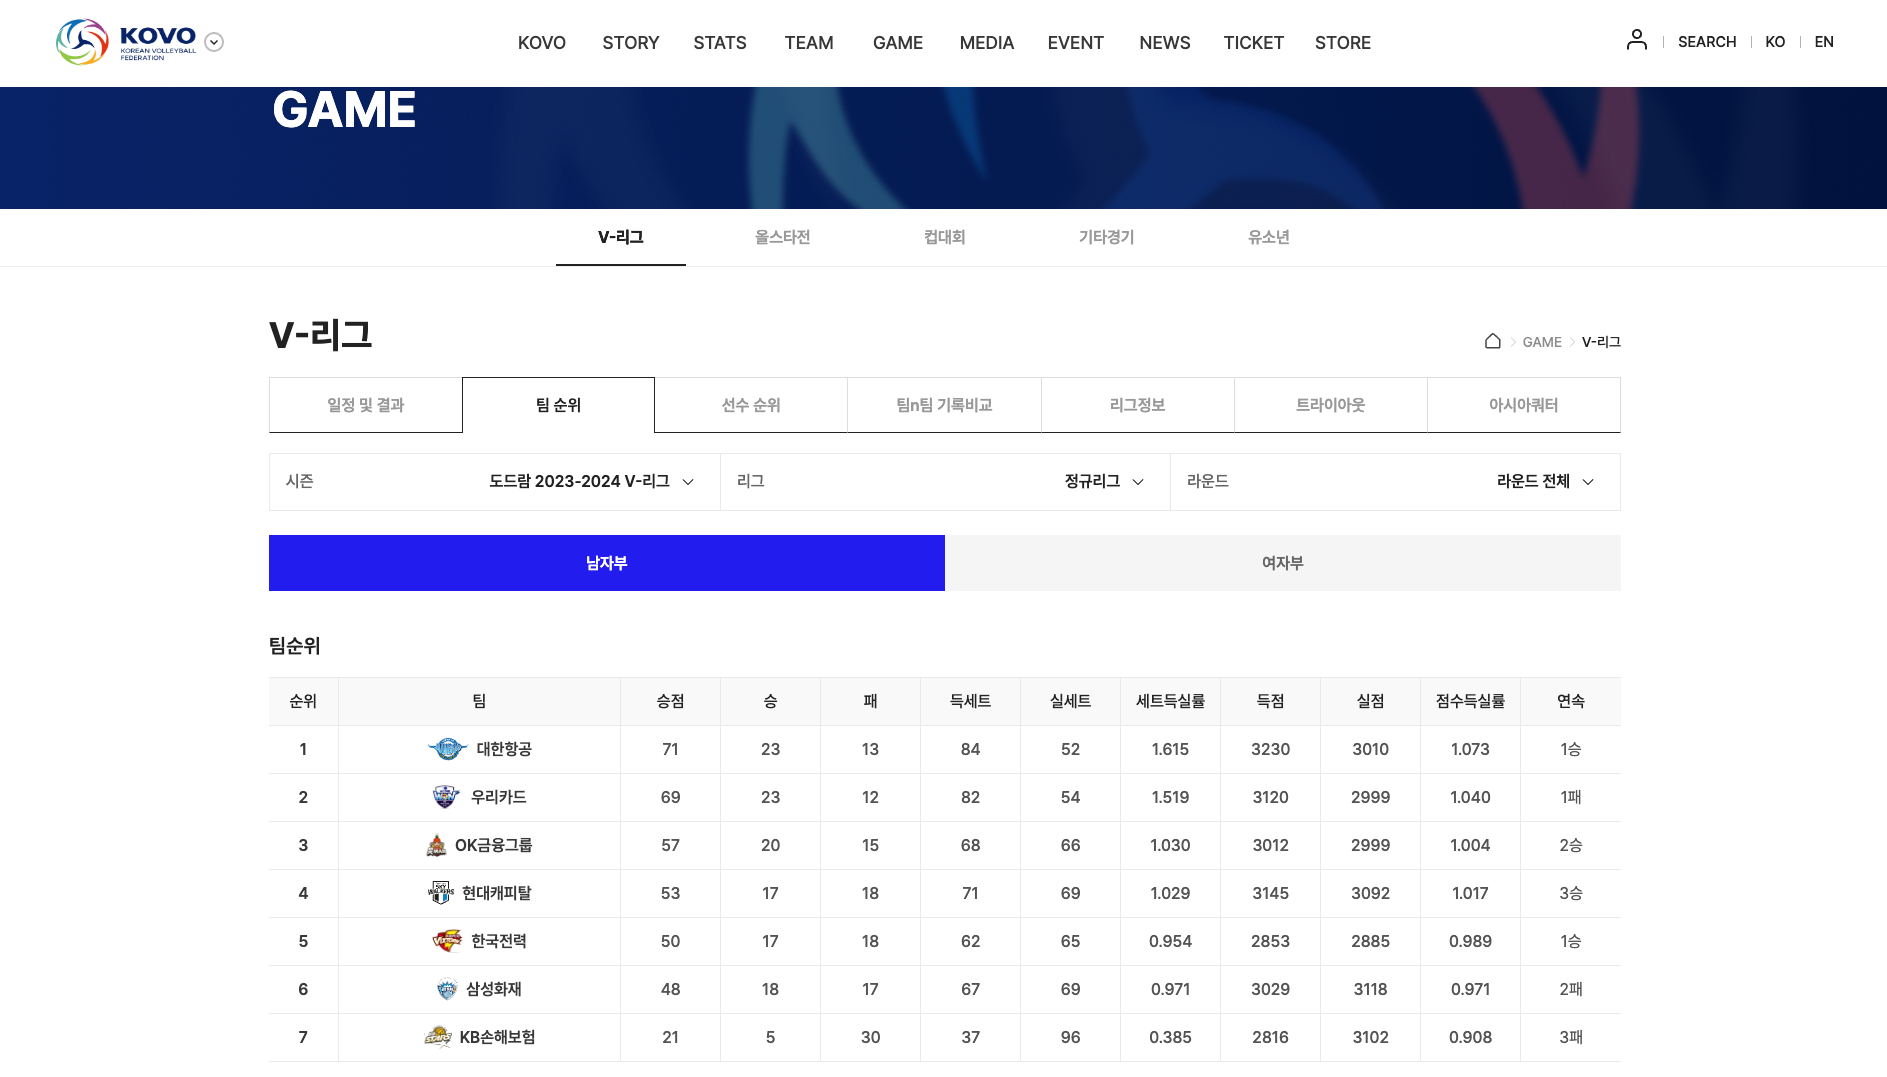 KOVO
KOREAN VOLLEYBALL
FEDERATION
KOVO STORY STATS TEAM GAME MEDIA EVENT NEWS TICKET STORE
SEARCH KO EN
GAME
V-리그 올스타전 컵대회 기타경기 유소년
V-리그
GAME V-리그
일정 및 결과 팀 순위 선수 순위 팀n팀 기록비교 리그정보 트라이아웃 아시아쿼터
시즌 도드람 2023-2024 V-리그 리그 정규리그 라운드 라운드 전체
남자부 여자부
팀순위
순위 팀 승점 승 패 득세트 실세트 세트득실률 득점 실점 점수득실률 연속
1 대한항공 71 23 13 84 52 1.615 3230 3010 1.073 1승
2 우리카드 69 23 12 82 54 1.519 3120 2999 1.040 1패
3 OK금융그룹 57 20 15 68 66 1.030 3012 2999 1.004 2승
4 현대캐피탈 53 17 18 71 69 1.029 3145 3092 1.017 3승
5 한국전력 50 17 18 62 65 0.954 2853 2885 0.989 1승
6 삼성화재 48 18 17 67 69 0.971 3029 3118 0.971 2패
7 KB손해보험 21 5 30 37 96 0.385 2816 3102 0.908 3패